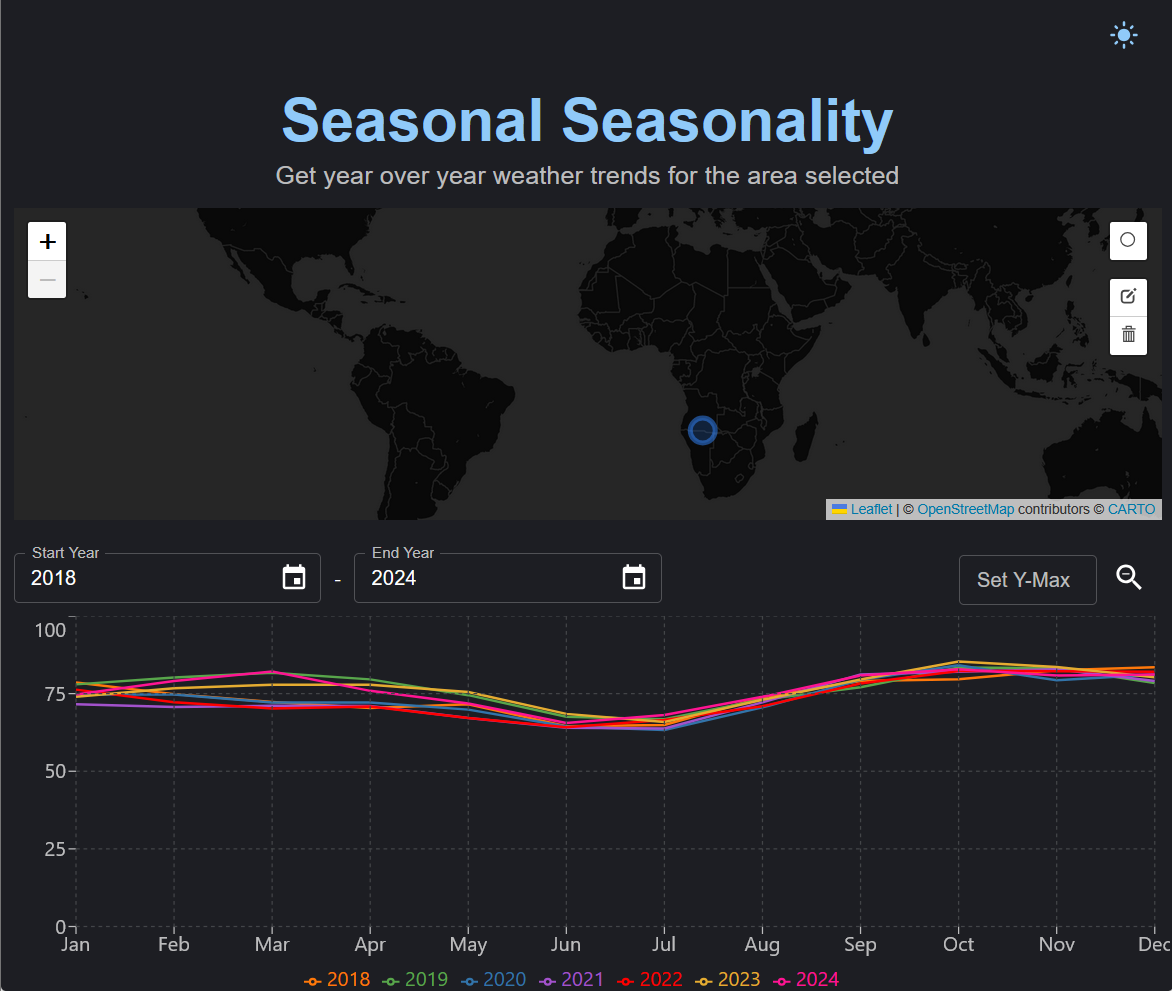 Seasonal Seasonality
Get year over year weather trends for the area selected
+
−
Leaflet | © OpenStreetMap contributors © CARTO
Start Year
2018
-
End Year
2024
Set Y-Max
100
75
50
25
0
Jan Feb Mar Apr May Jun Jul Aug Sep Oct Nov Dec
2018 2019 2020 2021 2022 2023 2024